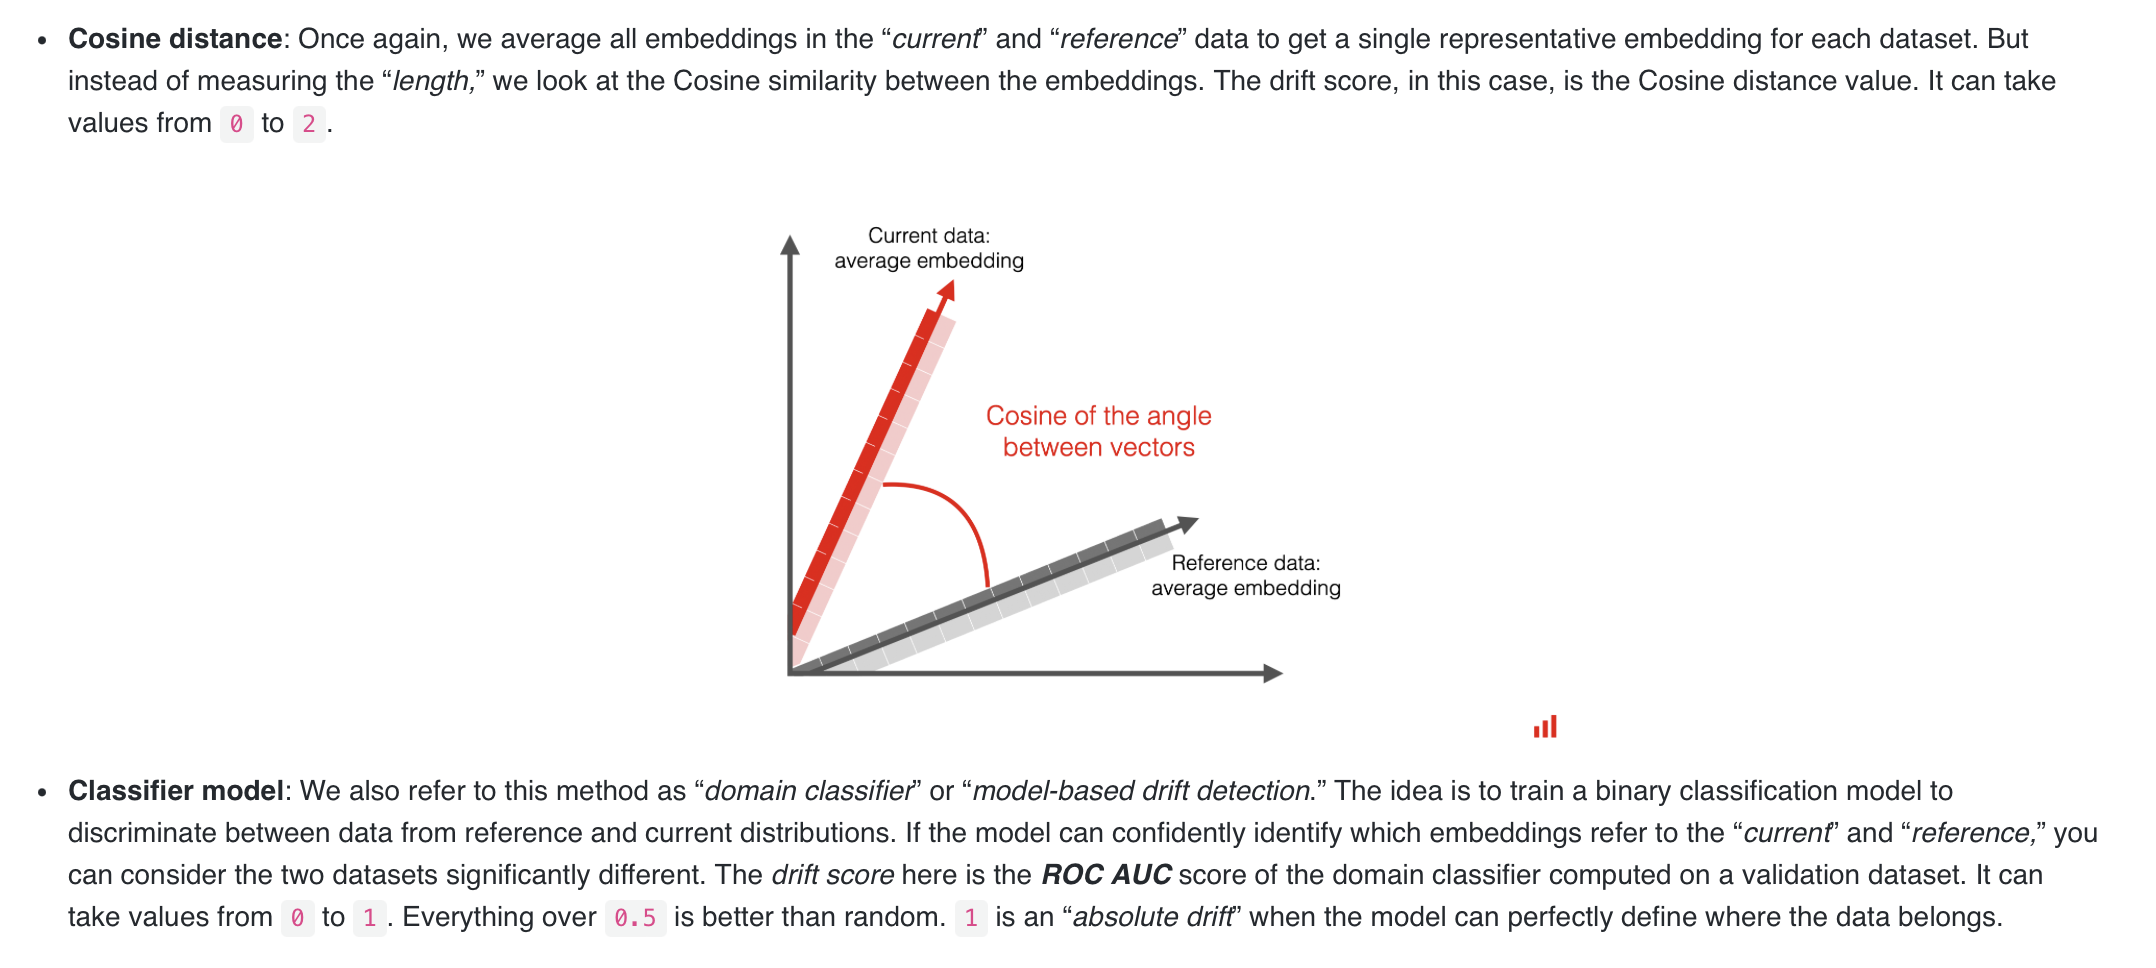 • Cosine distance: Once again, we average all embeddings in the “current” and “reference” data to get a single representative embedding for each dataset. But
instead of measuring the “length,” we look at the Cosine similarity between the embeddings. The drift score, in this case, is the Cosine distance value. It can take
values from 0 to 2.
Current data:
average embedding
Cosine of the angle
between vectors
Reference data:
average embedding
• Classifier model: We also refer to this method as “domain classifier” or “model-based drift detection.” The idea is to train a binary classification model to
discriminate between data from reference and current distributions. If the model can confidently identify which embeddings refer to the “current” and “reference,” you
can consider the two datasets significantly different. The drift score here is the ROC AUC score of the domain classifier computed on a validation dataset. It can
take values from 0 to 1. Everything over 0.5 is better than random. 1 is an “absolute drift” when the model can perfectly define where the data belongs.